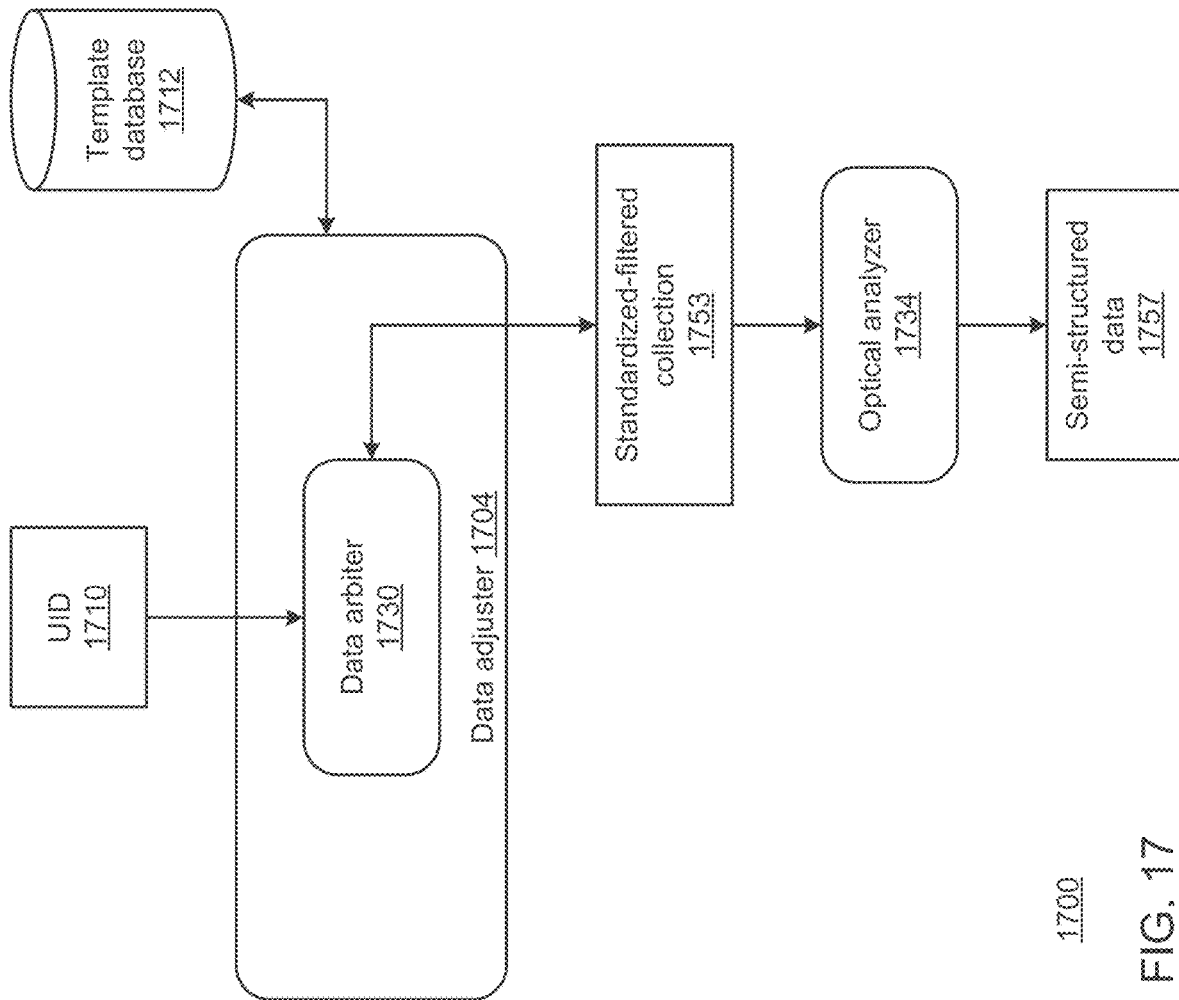 UID
1710
Template
database
1712
Data arbiter
1730
Data adjuster 1704
Standardized-filtered
collection
1753
Optical analyzer
1734
Semi-structured
data
1757
1700
FIG. 17